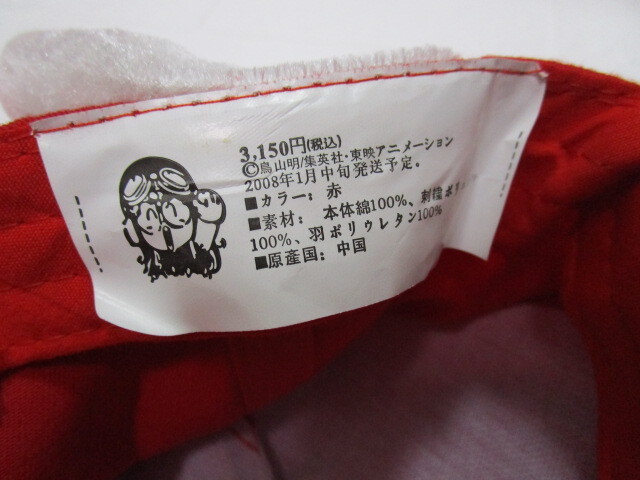 3,150円(税込)
©鳥山明/集英社・東映アニメーション
2008年1月中旬発送予定。
■カラー：赤
■素材：本体綿100%、刺繍ポリ
100%、羽ポリウレタン100%
■原産国：中国